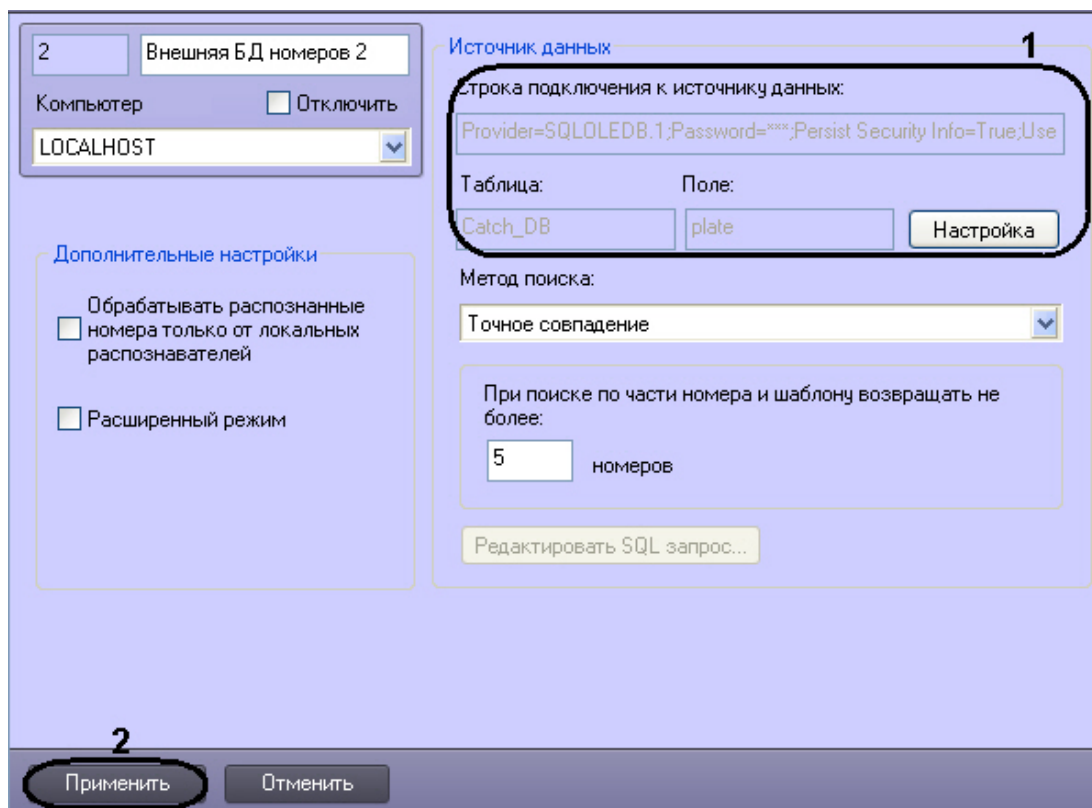 2
Внешняя БД номеров 2
Компьютер
Отключить
LOCALHOST
Дополнительные настройки
Обрабатывать распознанные
номера только от локальных
распознавателей
Расширенный режим
Источник данных
1
Строка подключения к источнику данных:
Provider=SQLOLEDB.1;Password=***;Persist Security Info=True;Use
Таблица:
Поле:
Catch_DB
plate
Настройка
Метод поиска:
Точное совпадение
При поиске по части номера и шаблону возвращать не
более:
5 номеров
Редактировать SQL запрос...
2
Применить
Отменить